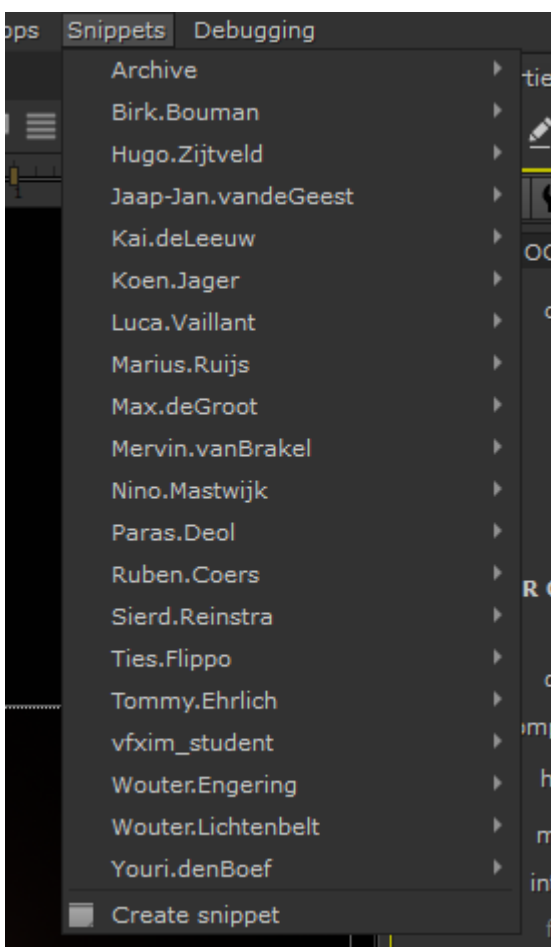 Snippets Debugging
Archive
Birk.Bouman
Hugo.Zijtveld
Jaap-Jan.vandeGeest
Kai.deLeeuw
Koen.Jager
Luca.Vaillant
Marius.Ruijs
Max.deGroot
Mervin.vanBrakel
Nino.Mastwijk
Paras.Deol
Ruben.Coers
Sierd.Reinstra
Ties.Flippo
Tommy.Ehrlich
vfxim_student
Wouter.Engering
Wouter.Lichtenbelt
Youri.denBoef
Create snippet